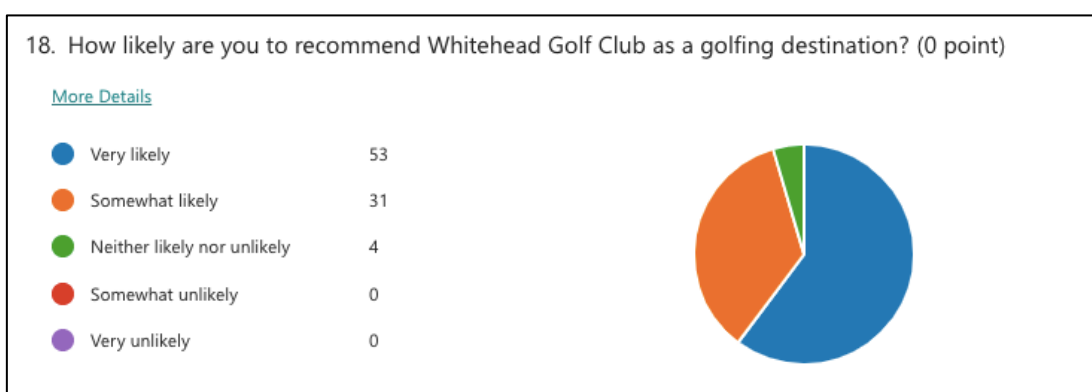 18. How likely are you to recommend Whitehead Golf Club as a golfing destination? (0 point)
More Details
Very likely 53
Somewhat likely 31
Neither likely nor unlikely 4
Somewhat unlikely 0
Very unlikely 0